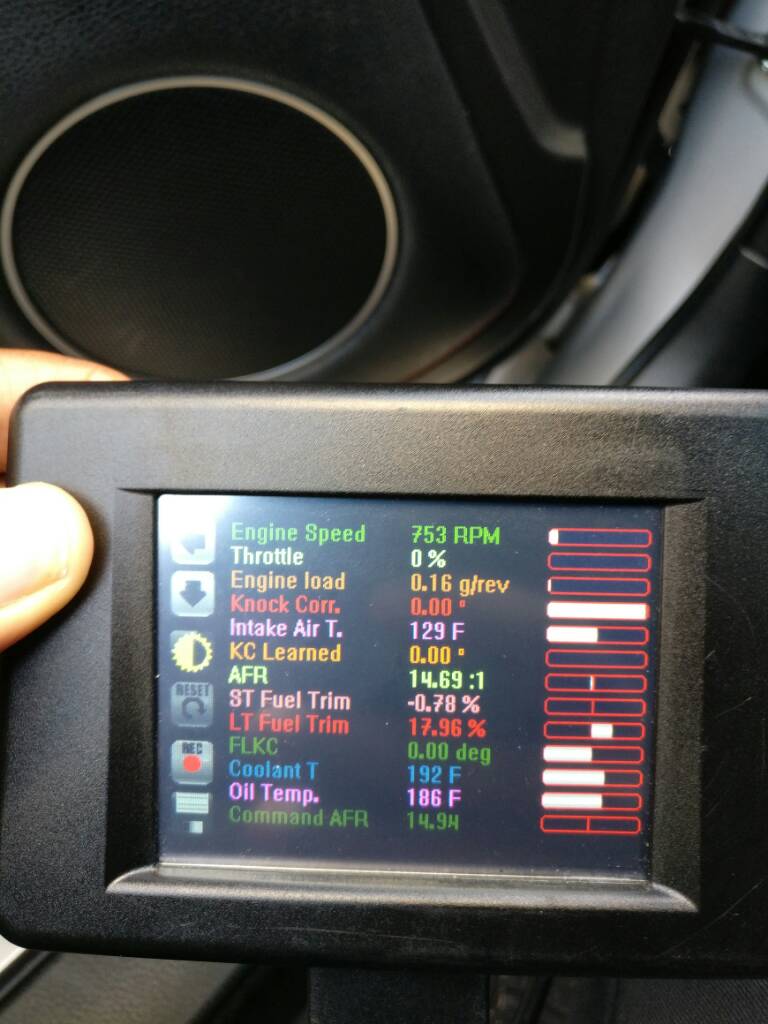 Engine Speed 753 RPM
Throttle 0 %
Engine load 0.16 g/rev
Knock Corr. 0.00 °
Intake Air T. 129 F
KC Learned 0.00 °
AFR 14.69 :1
ST Fuel Trim -0.78 %
RESET
LT Fuel Trim 17.96 %
FLKC 0.00 deg
REC
Coolant T 192 F
Oil Temp. 186 F
Command AFR 14.94